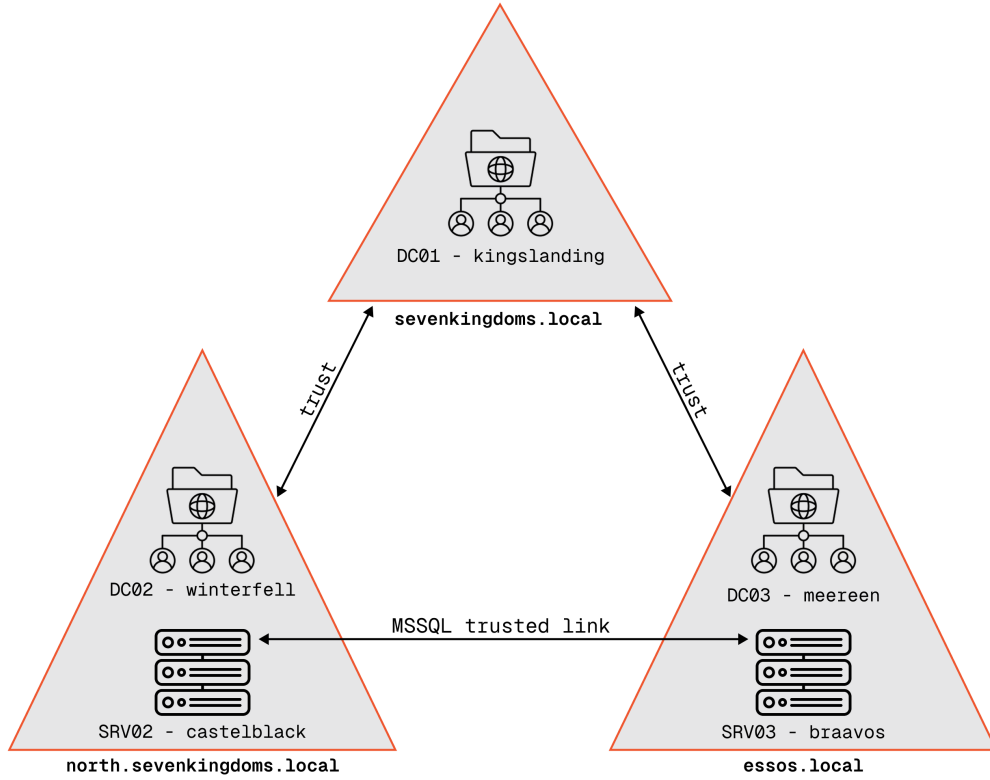 DC01 - kingslanding
sevenkingdoms.local
trust
trust
DC02 - winterfell
DC03 - meereen
MSSQL trusted link
SRV02 - castelblack
SRV03 - braavos
north.sevenkingdoms.local
essos.local